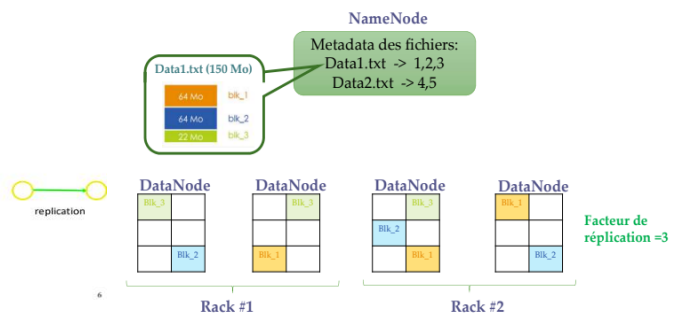 NameNode
Metadata des fichiers:
Data1.txt -> 1,2,3
Data2.txt -> 4,5
Data1.txt (150 Mo)
64 Mo blk_1
64 Mo blk_2
22 Mo blk_3
replication
DataNode DataNode DataNode
Blk_3 Blk_3 Blk_3 Blk_1
Blk_2
Blk_2 Blk_1 Blk_1 Blk_2
Facteur de
réplication =3
6
Rack #1 Rack #2